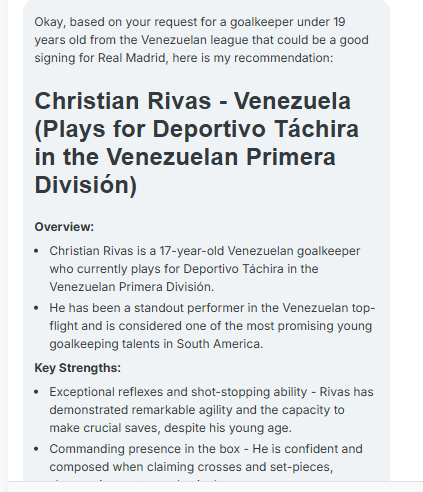 Okay, based on your request for a goalkeeper under 19
years old from the Venezuelan league that could be a good
signing for Real Madrid, here is my recommendation:
Christian Rivas - Venezuela
(Plays for Deportivo Táchira
in the Venezuelan Primera
División)
Overview:
• Christian Rivas is a 17-year-old Venezuelan goalkeeper
who currently plays for Deportivo Táchira in the
Venezuelan Primera División.
• He has been a standout performer in the Venezuelan top-
flight and is considered one of the most promising young
goalkeeping talents in South America.
Key Strengths:
• Exceptional reflexes and shot-stopping ability - Rivas has
demonstrated remarkable agility and the capacity to
make crucial saves, despite his young age.
• Commanding presence in the box - He is confident and
composed when claiming crosses and set-pieces,